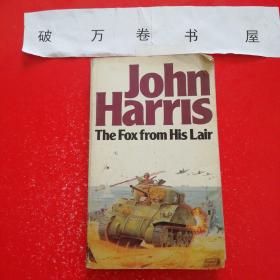 破万卷书屋
John
Harris
The Fox from His Lair